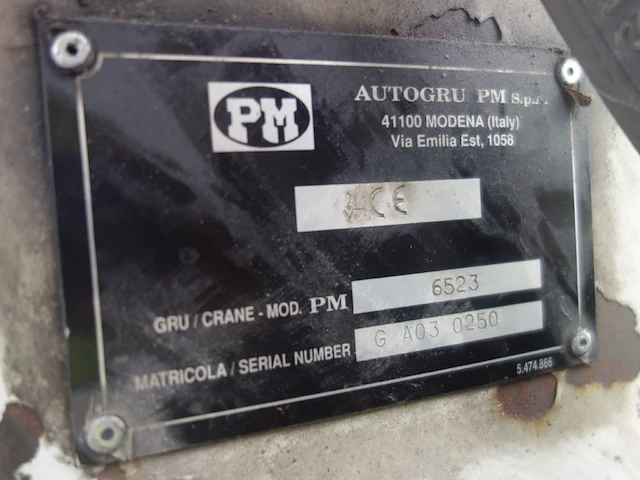 PM
AUTOGRU PM S.p.A.
41100 MODENA (Italy)
Via Emilia Est, 1058
CE
GRU / CRANE - MOD. PM 6523
MATRICOLA / SERIAL NUMBER G A03 0250
5.474.866